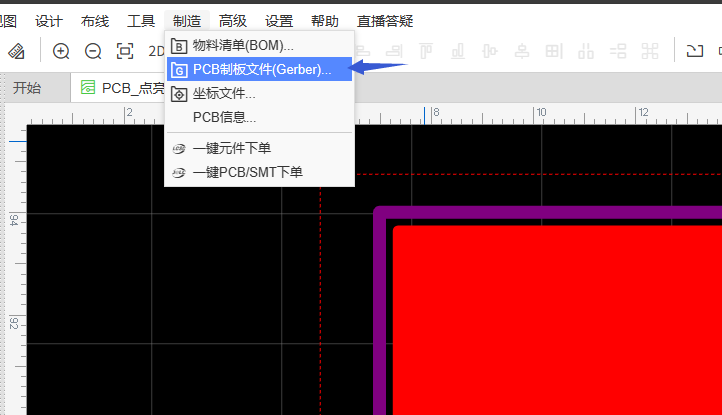 视图 设计 布线 工具 制造 高级 设置 帮助 直播答疑
2D
物料清单(BOM)...
PCB制板文件(Gerber)...
坐标文件...
PCB信息...
一键元件下单
一键PCB/SMT下单
开始 PCB_点亮
2 8 10 12
94
92